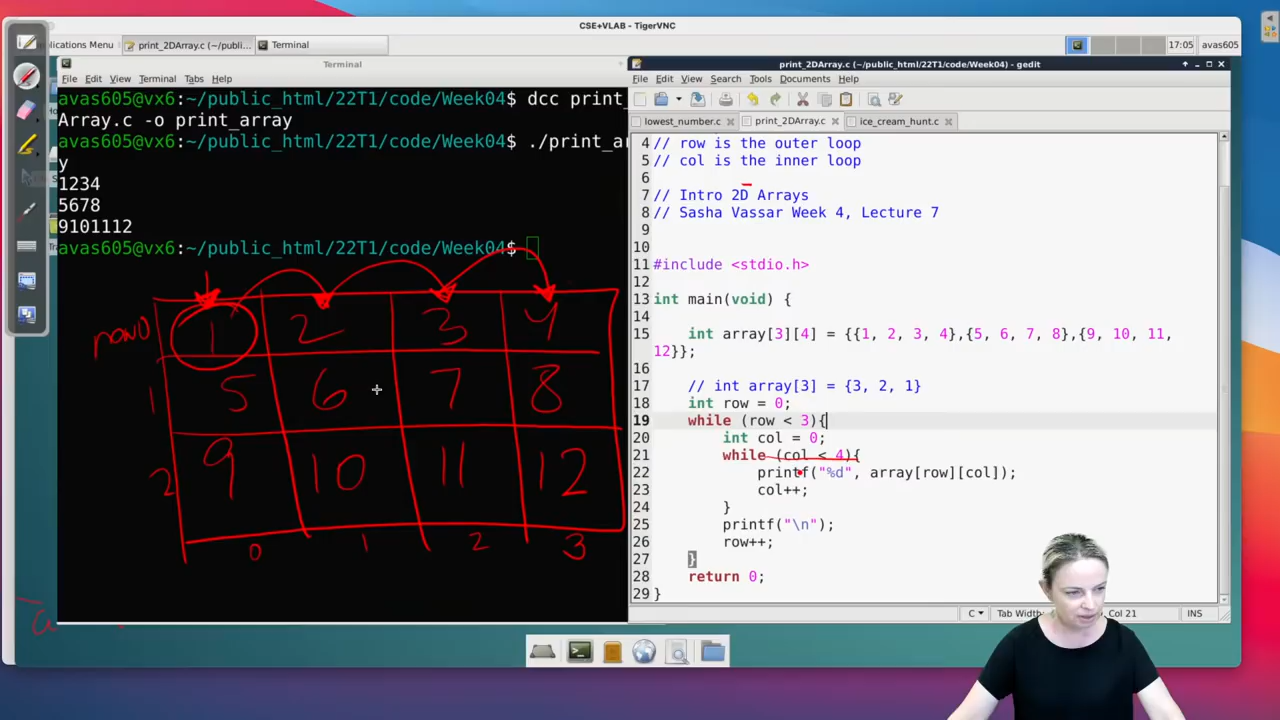 CSE+VLAB - TigerVNC
plications Menu
print_2DArray.c (~/publi...
Terminal
17:05
avas605
Terminal
File Edit View Terminal Tabs Help
avas605@vx6:~/public_html/22T1/code/Week04$ dcc print_
Array.c -o print_array
avas605@vx6:~/public_html/22T1/code/Week04$ ./print_ar
y
1234
5678
9101112
avas605@vx6:~/public_html/22T1/code/Week04$
1 2 3 4
1 5 6 7 8
2 9 10 11 12
0 1 2 3
print_2DArray.c (~/public_html/22T1/code/Week04) - gedit
File Edit View Search Tools Documents Help
lowest_number.c
print_2DArray.c
ice_cream_hunt.c
4 // row is the outer loop
5 // col is the inner loop
6
7 // Intro 2D Arrays
8 // Sasha Vassar Week 4, Lecture 7
9
10
11 #include <stdio.h>
12
13 int main(void) {
14
15 int array[3][4] = {{1, 2, 3, 4},{5, 6, 7, 8},{9, 10, 11,
12}};
16
17 // int array[3] = {3, 2, 1}
18 int row = 0;
19 while (row < 3){
20 int col = 0;
21 while (col < 4){
22 printf("%d", array[row][col]);
23 col++;
24 }
25 printf("\n");
26 row++;
27 }
28 return 0;
29 }
C
Tab Width:
Col 21
INS